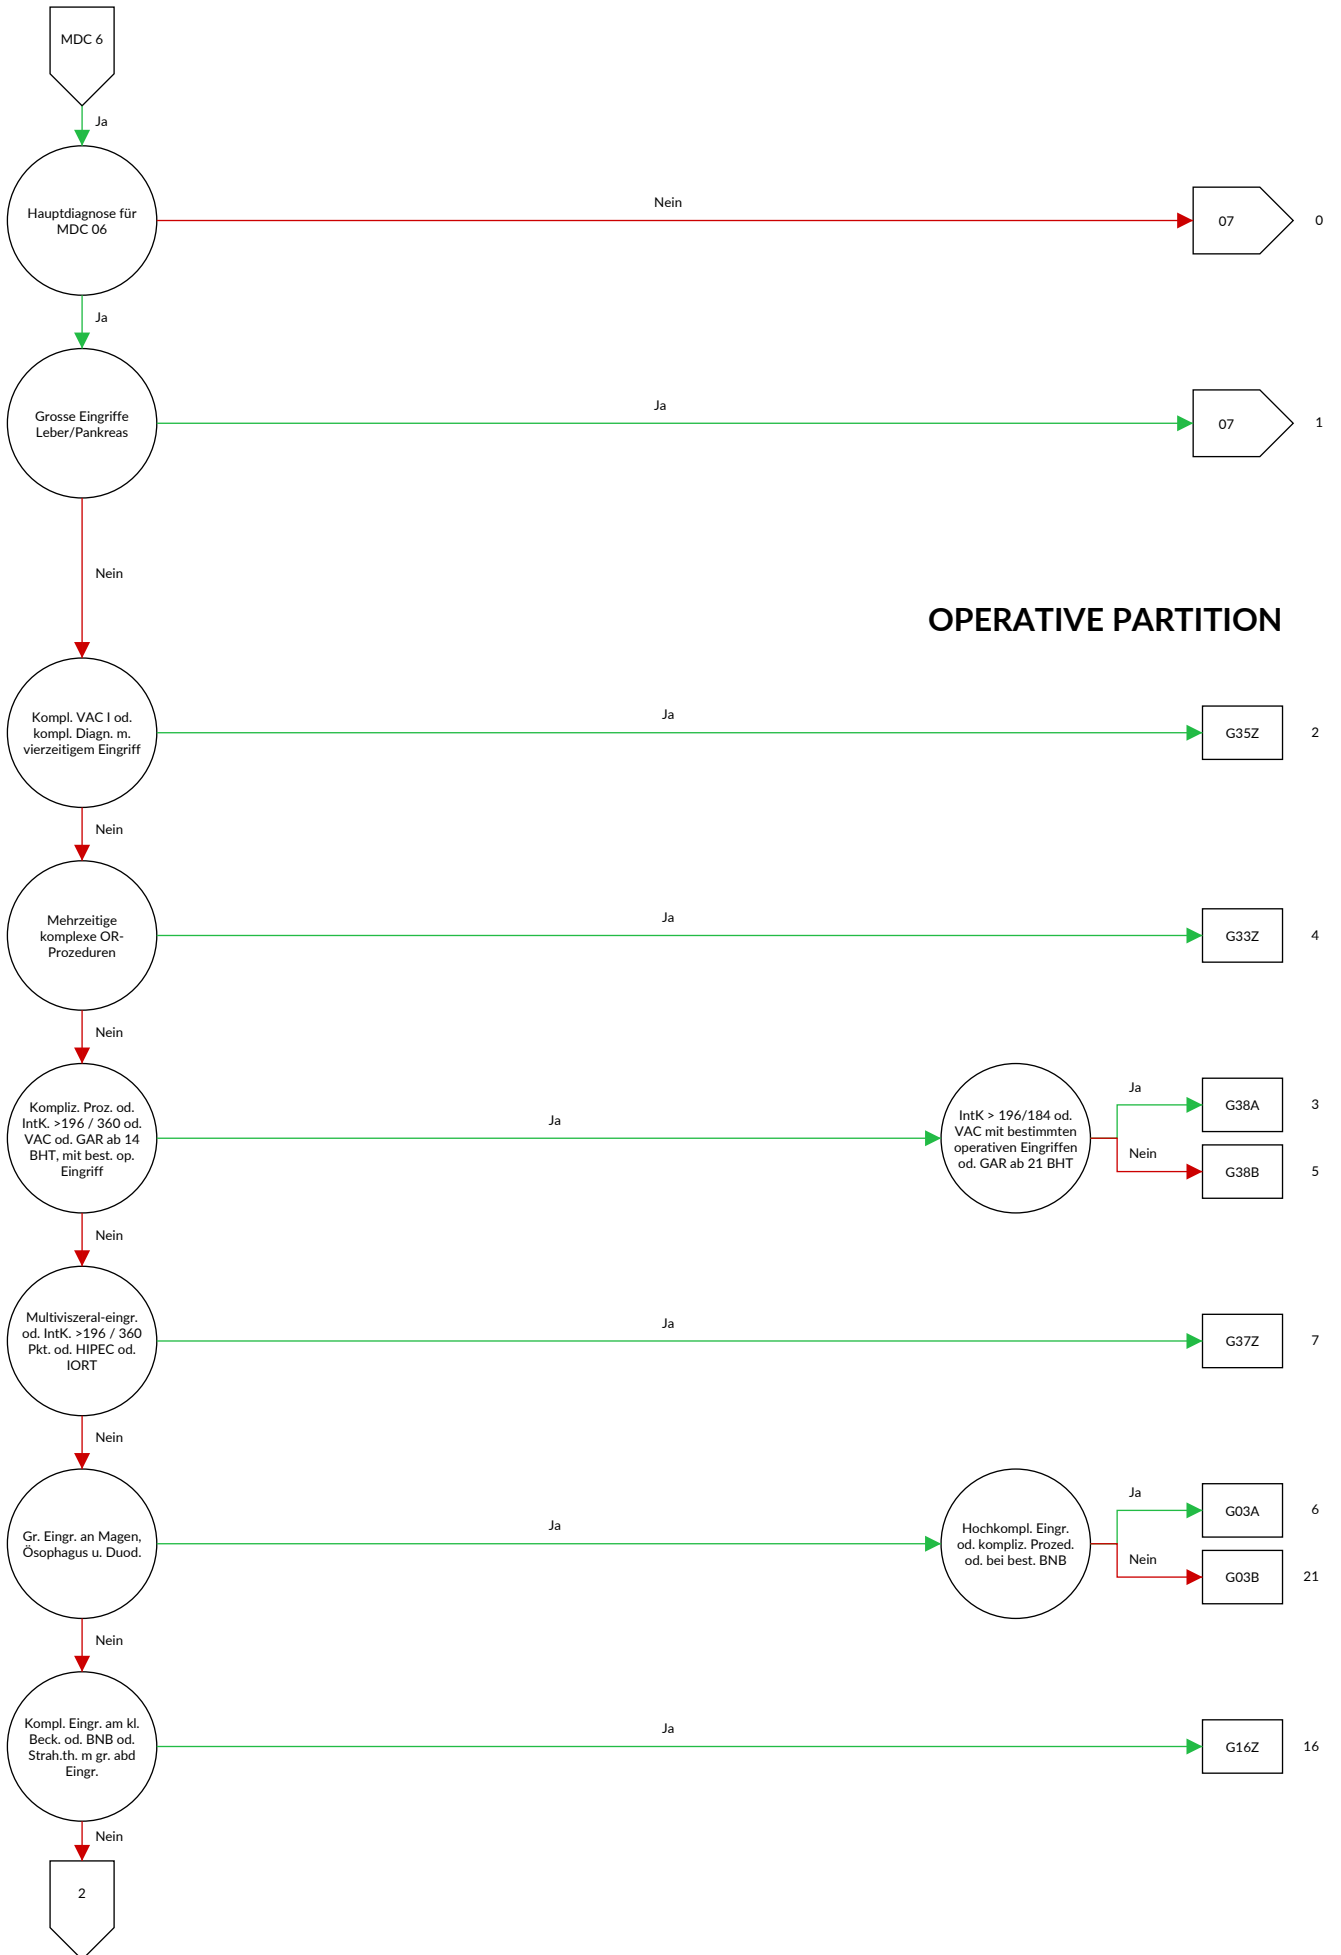 MDC 6
Ja
Hauptdiagnose für
MDC 06
Nein
07
0
Ja
Grosse Eingriffe
Leber/Pankreas
Ja
07
1
Nein
OPERATIVE PARTITION
Kompl. VAC I od.
kompl. Diagn. m.
vierzeitigem Eingriff
Ja
G35Z
2
Nein
Mehrzeitige
komplexe OR-
Prozeduren
Ja
G33Z
4
Nein
Kompliz. Proz. od.
IntK. >196 / 360 od.
VAC od. GAR ab 14
BHT, mit best. op.
Eingriff
Ja
IntK > 196/184 od.
VAC mit bestimmten
operativen Eingriffen
od. GAR ab 21 BHT
Ja
G38A
3
Nein
G38B
5
Nein
Multiviszeral-eingr.
od. IntK. >196 / 360
Pkt. od. HIPEC od.
IORT
Ja
G37Z
7
Nein
Gr. Eingr. an Magen,
Ösophagus u. Duod.
Ja
Hochkompl. Eingr.
od. kompliz. Prozed.
od. bei best. BNB
Ja
G03A
6
Nein
G03B
21
Nein
Kompl. Eingr. am kl.
Beck. od. BNB od.
Strah.th. m gr. abd
Eingr.
Ja
G16Z
16
Nein
2